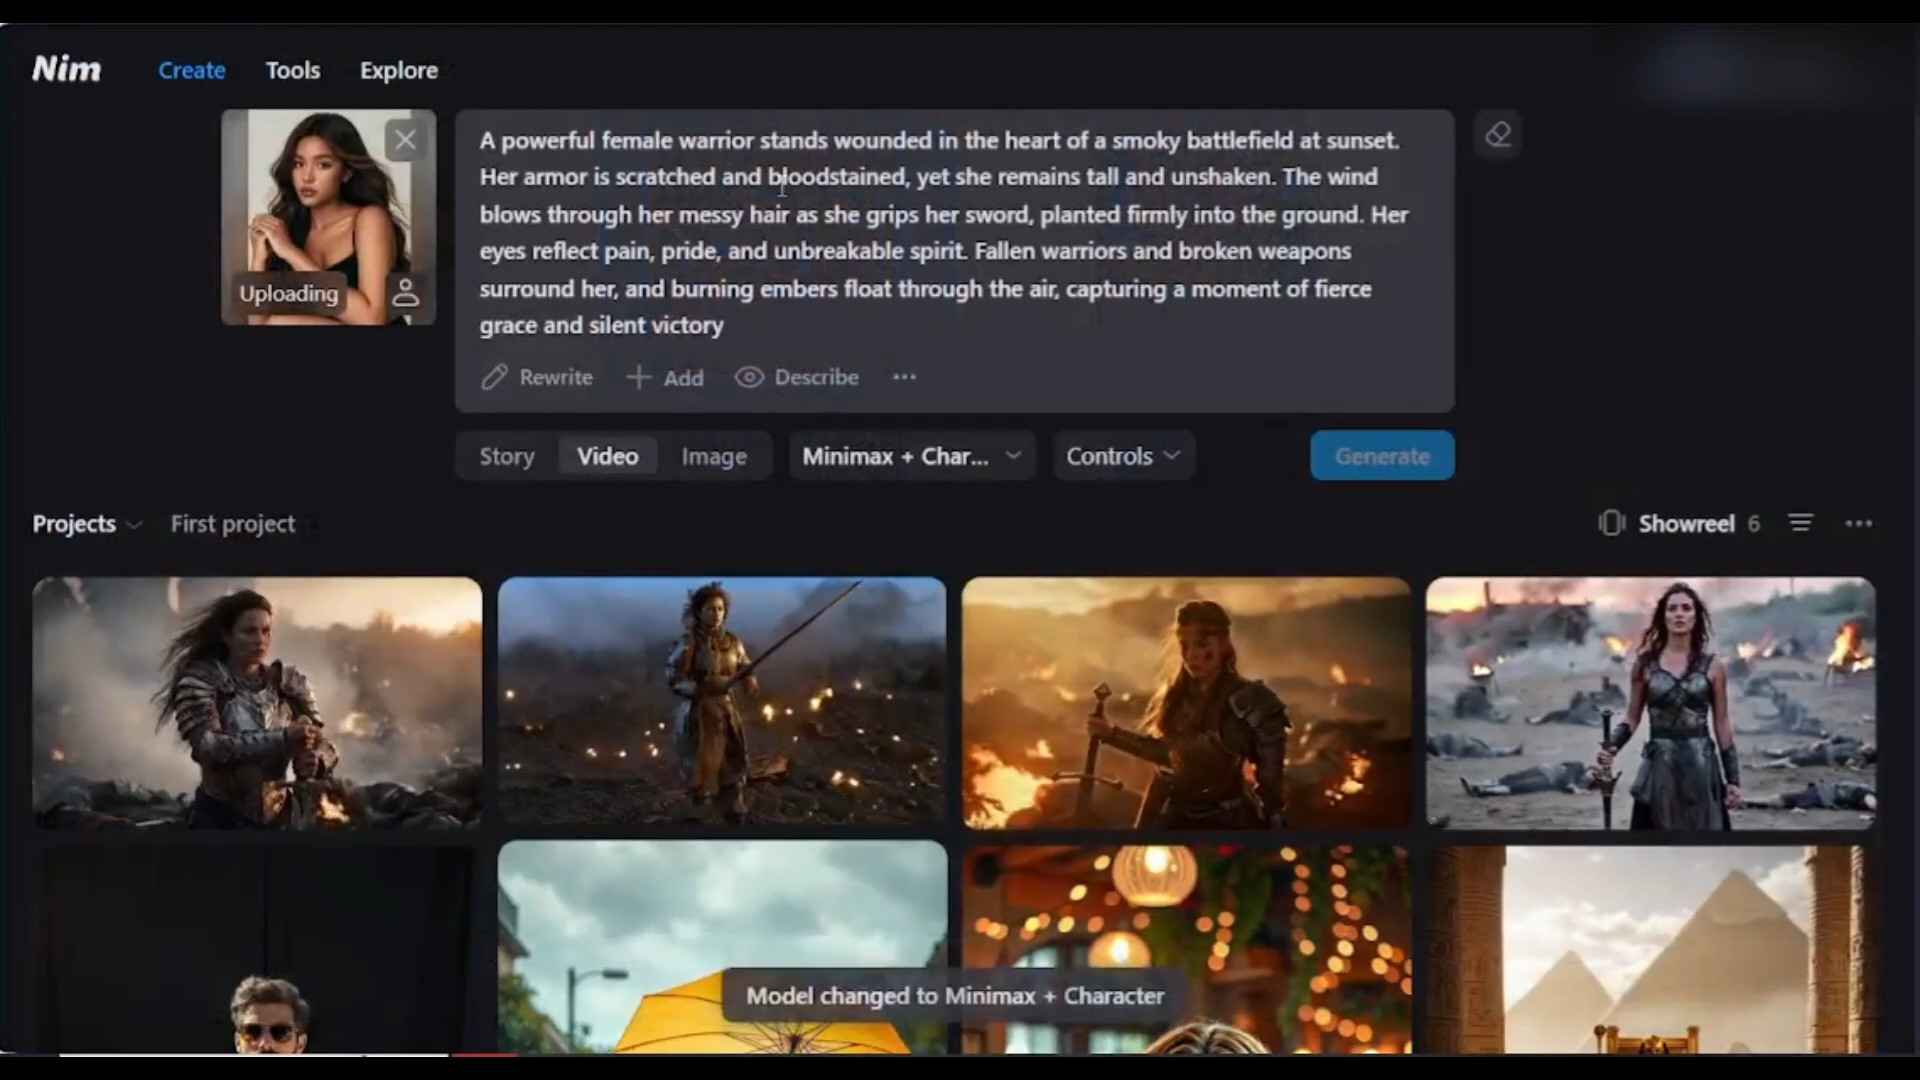 Nim
Create
Tools
Explore
A powerful female warrior stands wounded in the heart of a smoky battlefield at sunset.
Her armor is scratched and bloodstained, yet she remains tall and unshaken. The wind
blows through her messy hair as she grips her sword, planted firmly into the ground. Her
eyes reflect pain, pride, and unbreakable spirit. Fallen warriors and broken weapons
surround her, and burning embers float through the air, capturing a moment of fierce
grace and silent victory
Uploading
Rewrite
Add
Describe
Story
Video
Image
Minimax + Char...
Controls
Generate
Projects
First project
Showreel 6
Model changed to Minimax + Character